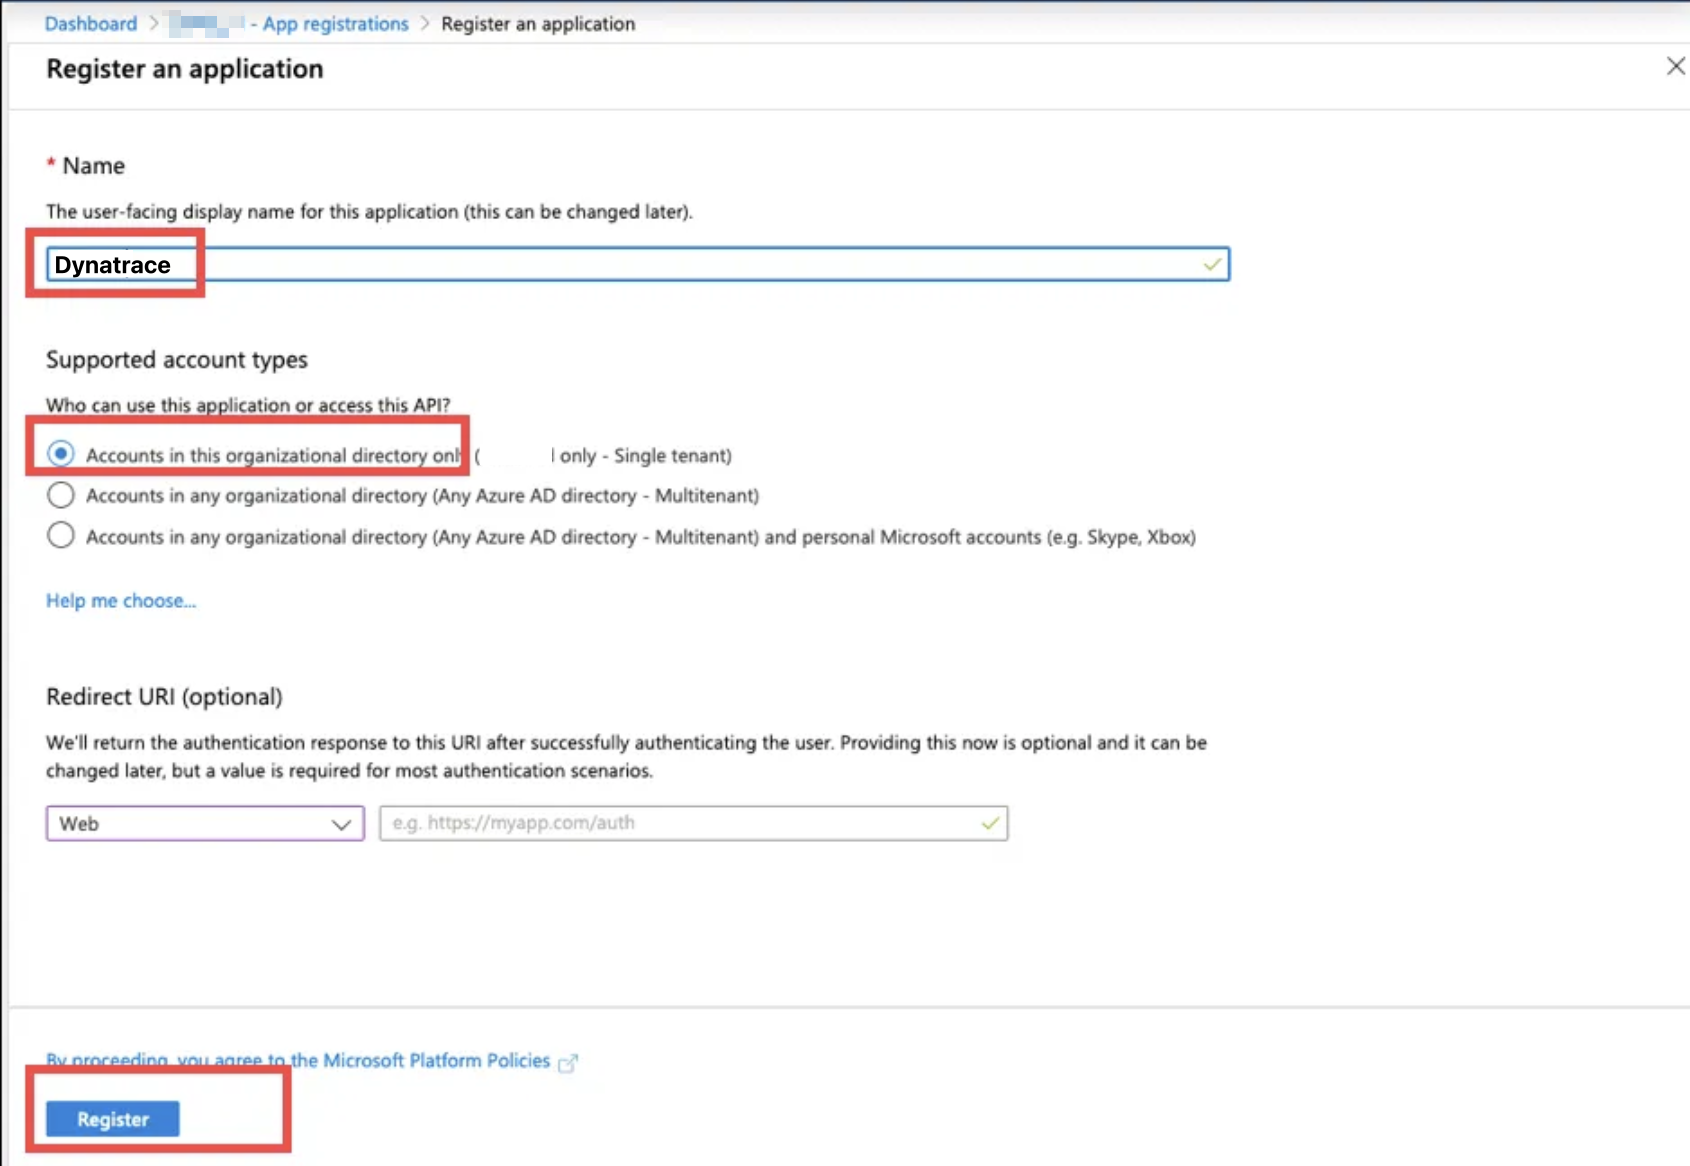 Dashboard > - App registrations > Register an application
Register an application
* Name
The user-facing display name for this application (this can be changed later).
Dynatrace
Supported account types
Who can use this application or access this API?
Accounts in this organizational directory only ( only - Single tenant)
Accounts in any organizational directory (Any Azure AD directory - Multitenant)
Accounts in any organizational directory (Any Azure AD directory - Multitenant) and personal Microsoft accounts (e.g. Skype, Xbox)
Help me choose...
Redirect URI (optional)
We'll return the authentication response to this URI after successfully authenticating the user. Providing this now is optional and it can be
changed later, but a value is required for most authentication scenarios.
Web
e.g. https://myapp.com/auth
By proceeding, you agree to the Microsoft Platform Policies
Register